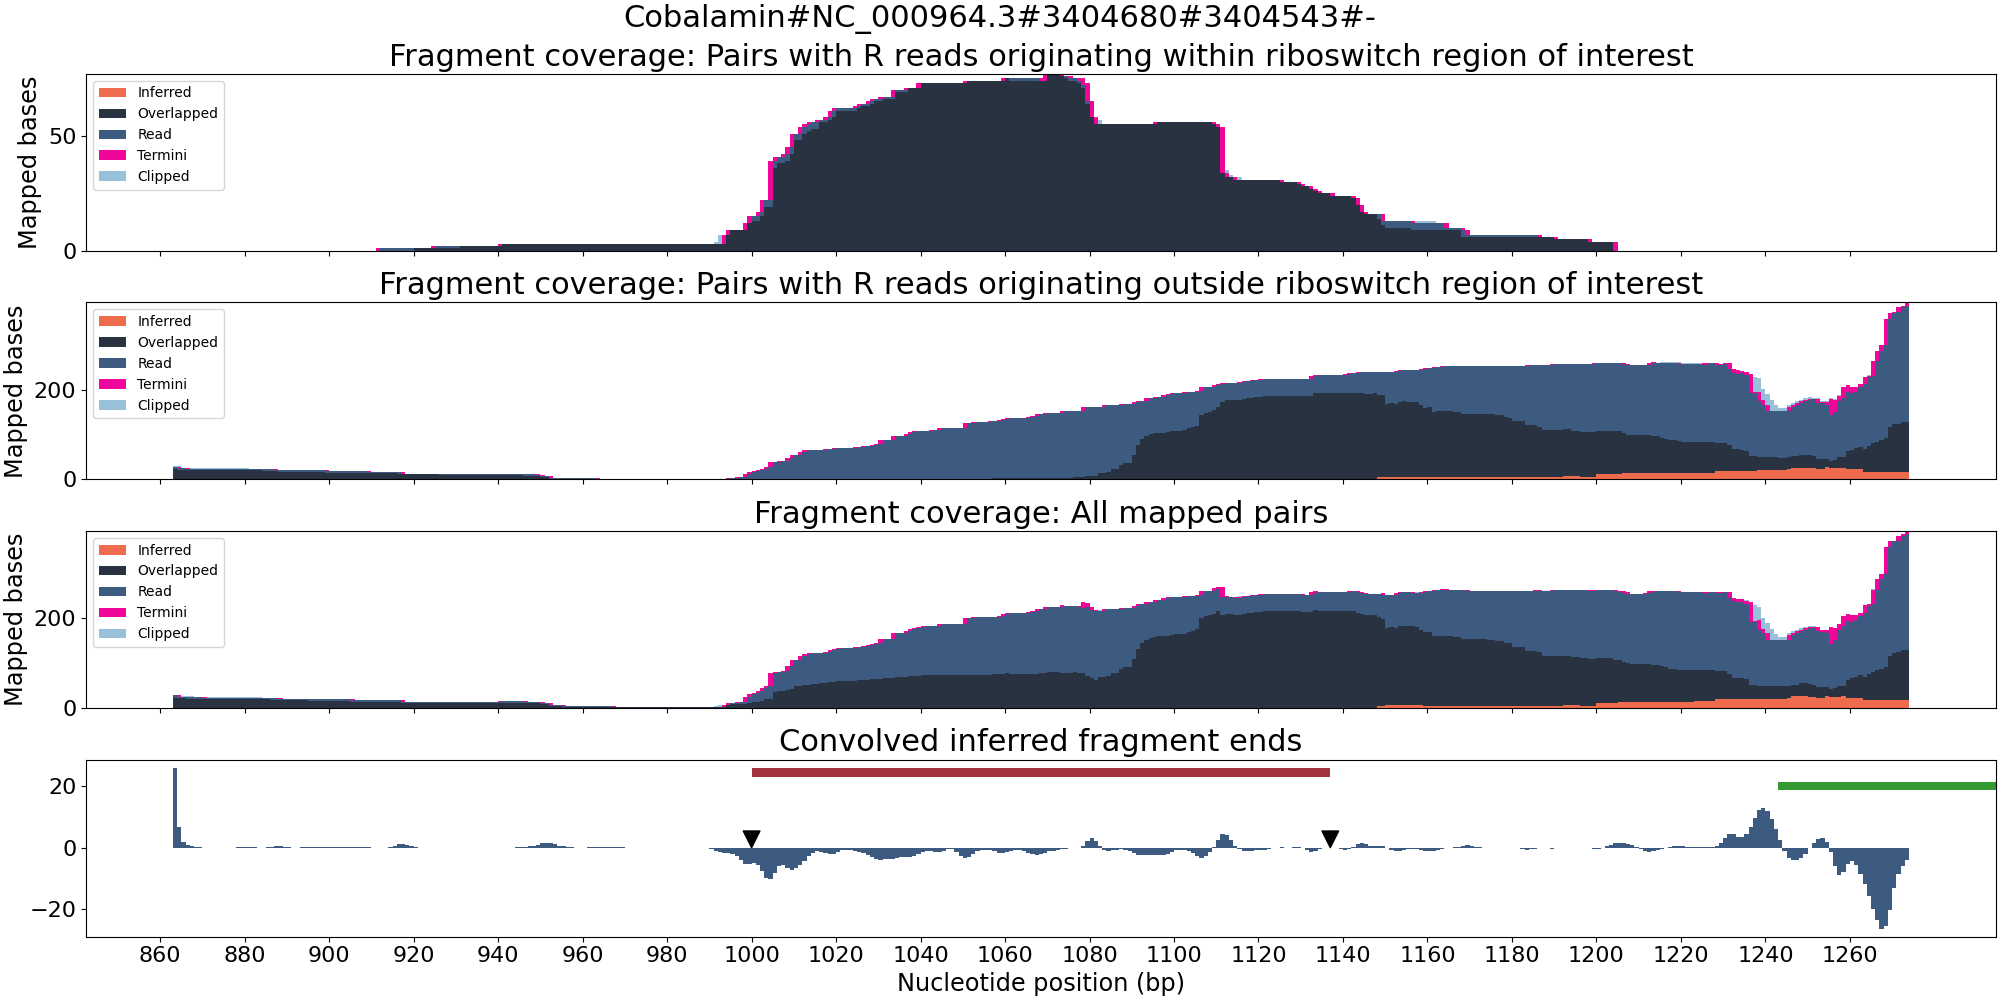 Cobalamin#NC_000964.3#3404680#3404543#-
Fragment coverage: Pairs with R reads originating within riboswitch region of interest
Mapped bases
50
0
Inferred
Overlapped
Read
Termini
Clipped
Fragment coverage: Pairs with R reads originating outside riboswitch region of interest
Mapped bases
200
0
Inferred
Overlapped
Read
Termini
Clipped
Fragment coverage: All mapped pairs
Mapped bases
200
0
Inferred
Overlapped
Read
Termini
Clipped
Convolved inferred fragment ends
20
0
−20
860 880 900 920 940 960 980 1000 1020 1040 1060 1080 1100 1120 1140 1160 1180 1200 1220 1240 1260
Nucleotide position (bp)